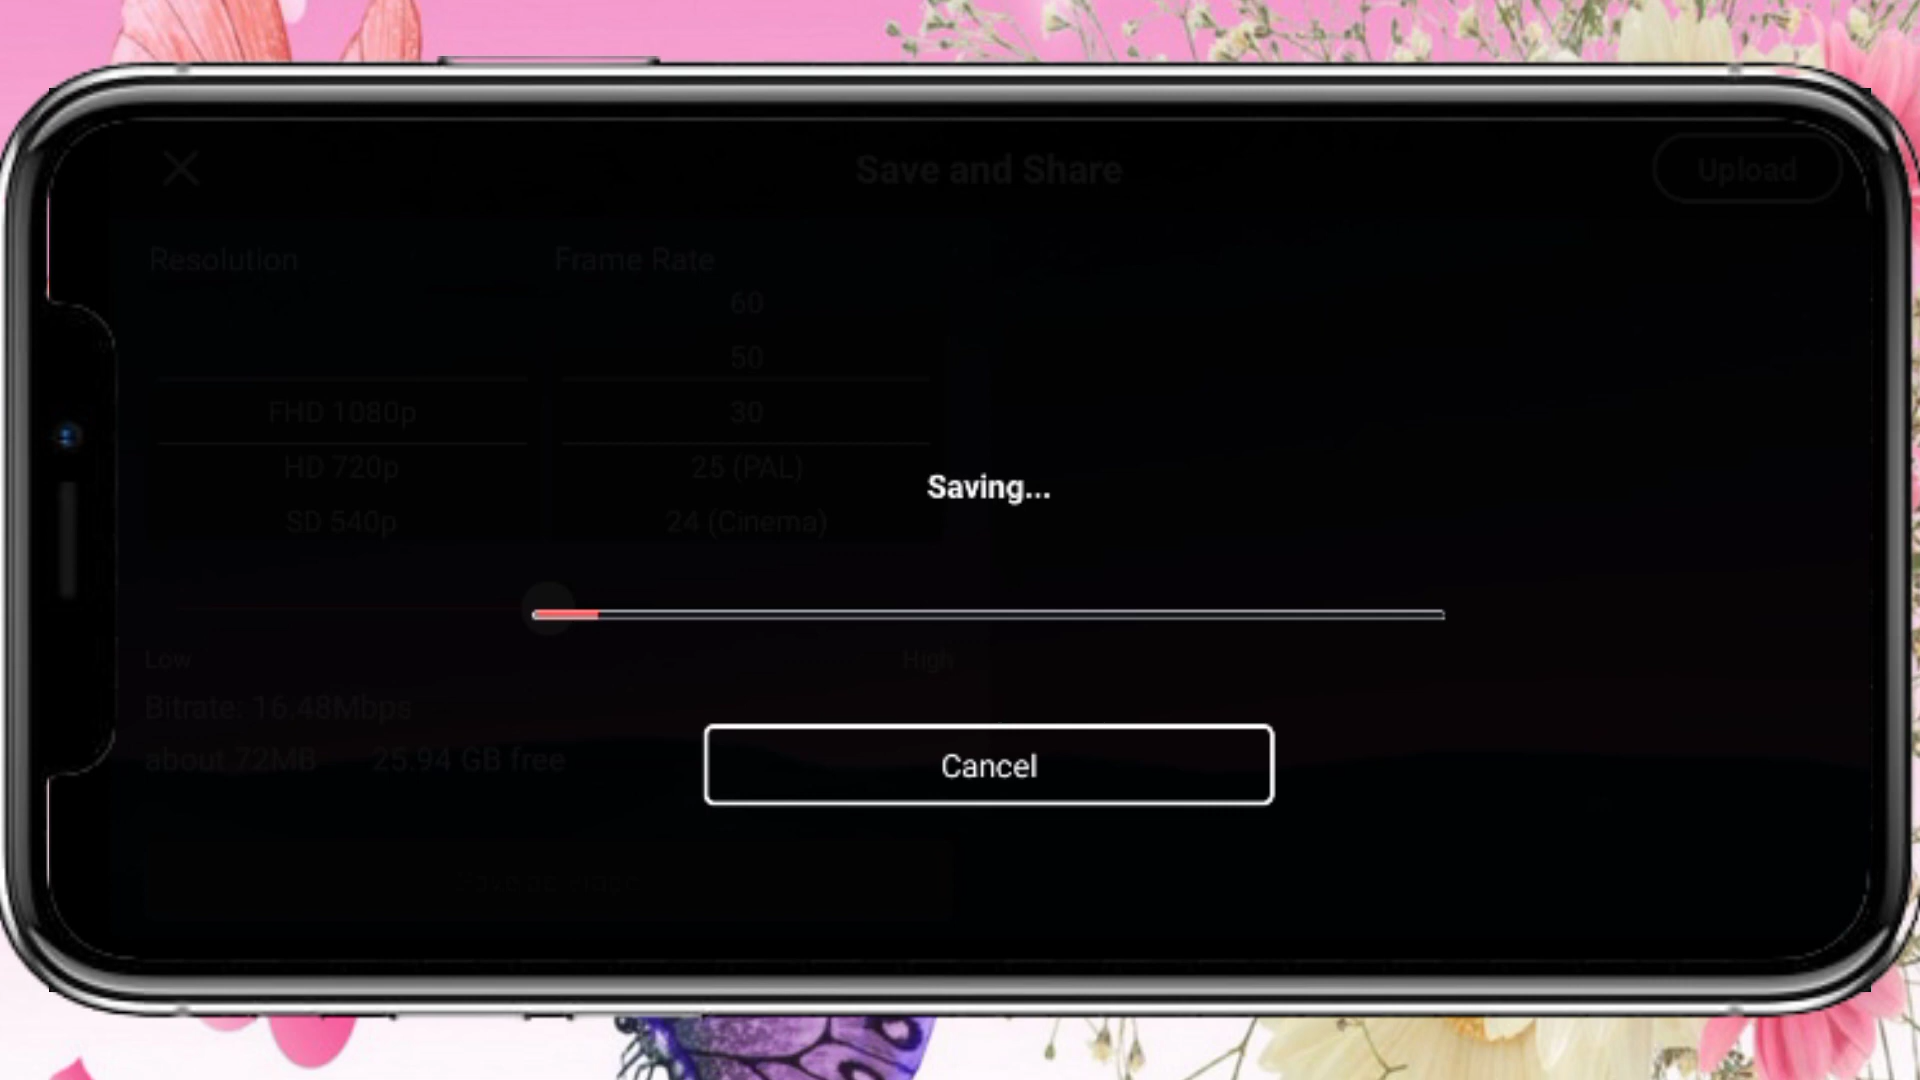 Save and Share
Upload
Resolution
Frame Rate
60
50
FHD 1080p
30
HD 720p
25 (PAL)
Saving...
SD 540p
24 (Cinema)
Low
High
Bitrate: 16.48Mbps
about 72MB
25.94 GB free
Cancel